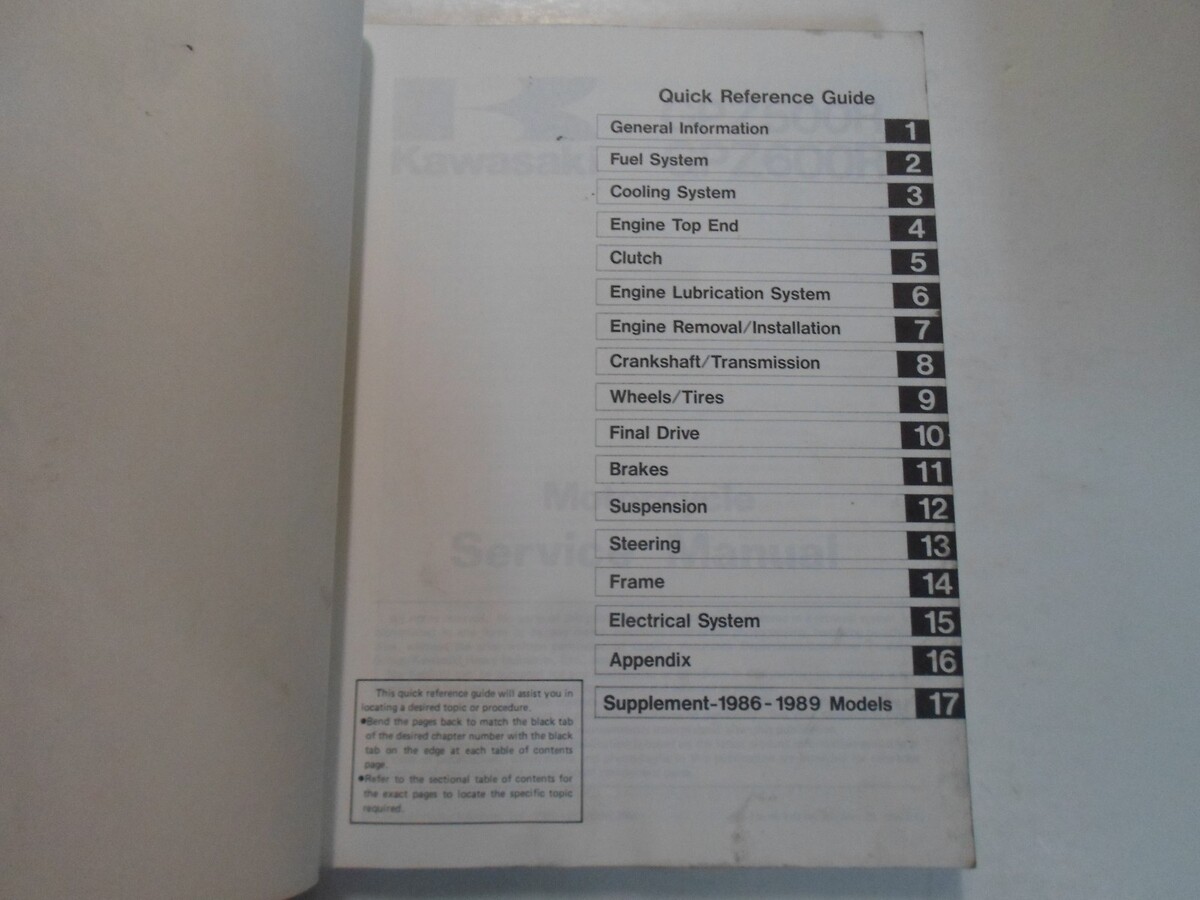 Quick Reference Guide
General Information 1
Fuel System 2
Cooling System 3
Engine Top End 4
Clutch 5
Engine Lubrication System 6
Engine Removal/Installation 7
Crankshaft/Transmission 8
Wheels/Tires 9
Final Drive 10
Brakes 11
Suspension 12
Steering 13
Frame 14
Electrical System 15
Appendix 16
Supplement-1986-1989 Models 17
This quick reference guide will assist you in
locating a desired topic or procedure.
●Bend the pages back to match the black tab
of the desired chapter number with the black
tab on the edge at each table of contents
page.
●Refer to the sectional table of contents for
the exact pages to locate the specific topic
required.
Kawasaki
Service Manual